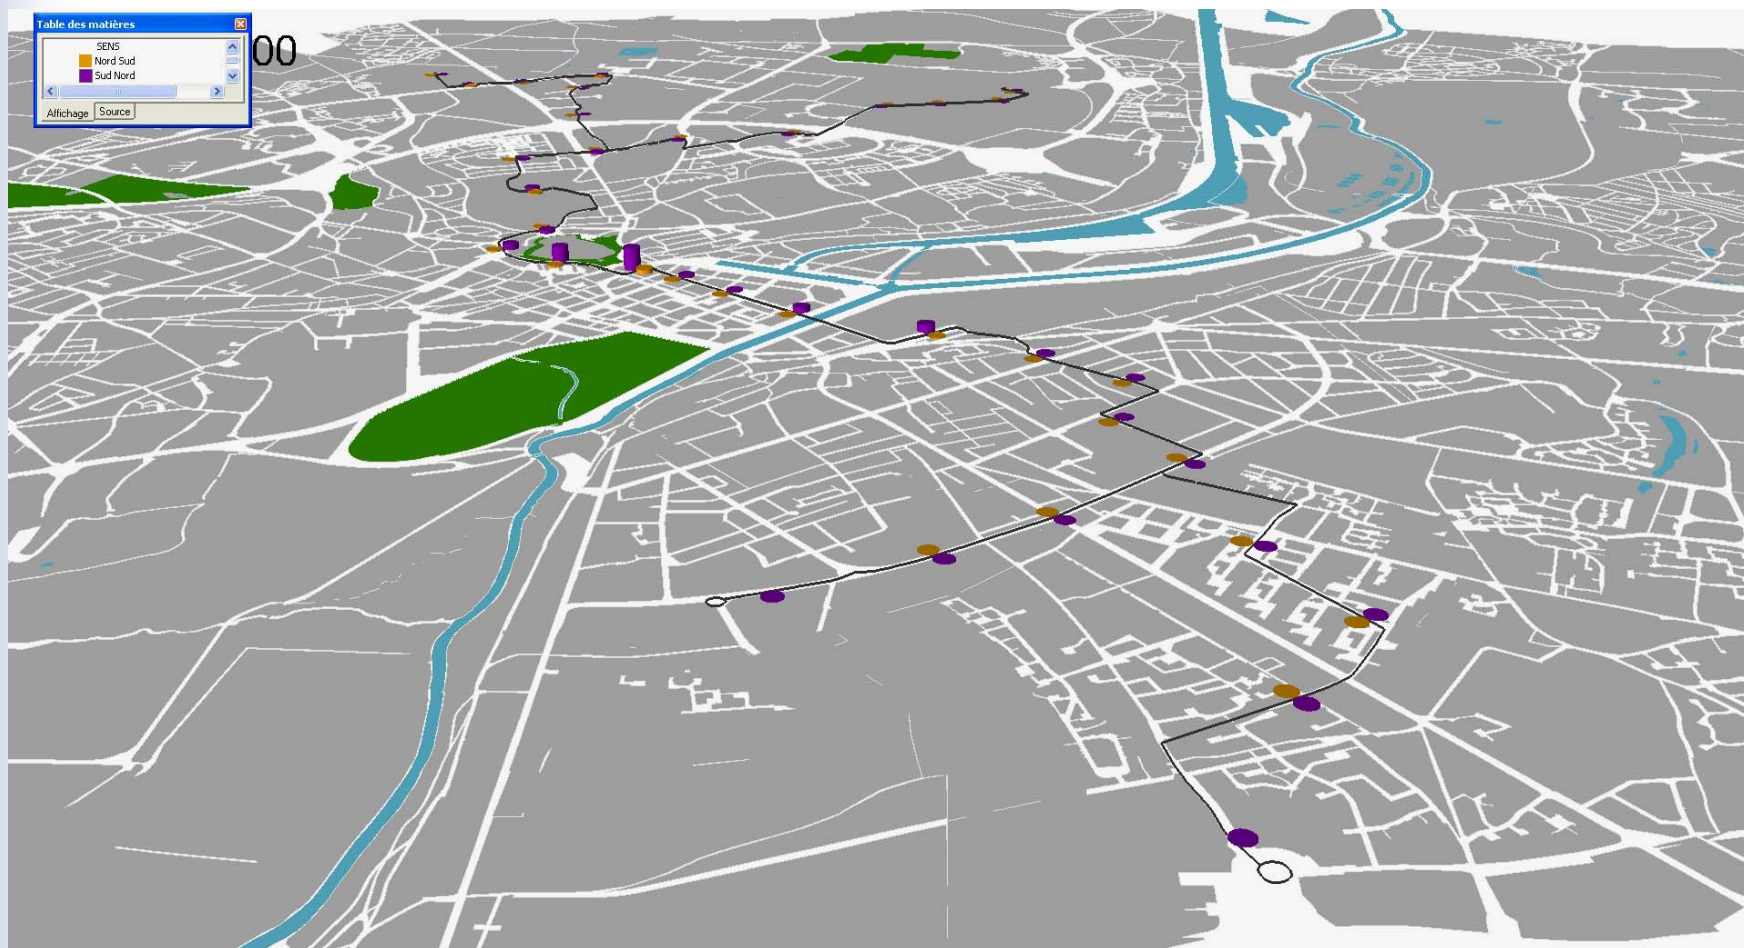 Table des matières
00
SENS
Nord Sud
Sud Nord
Affichage Source